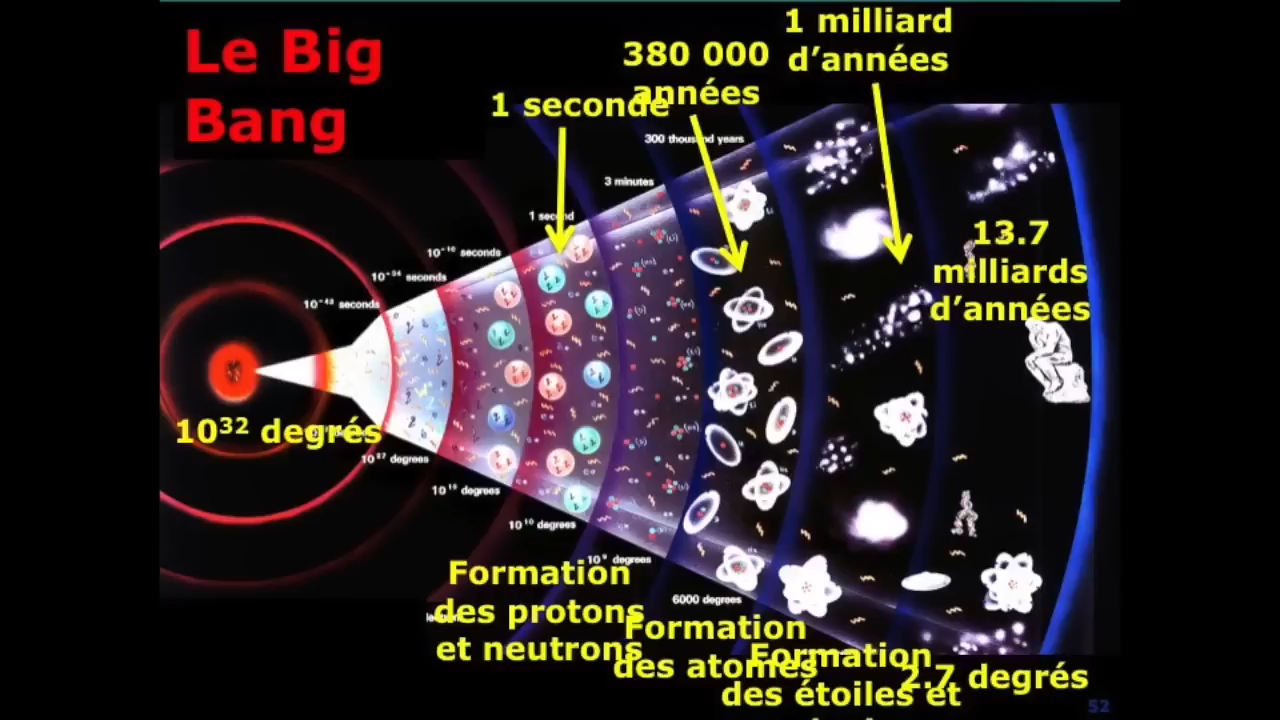 Le Big
Bang
1 seconde
380 000
années
1 milliard
d’années
13.7
milliards
d’années
300 thousand years
3 minutes
1 second
10⁻¹⁰ seconds
10⁻³⁴ seconds
10⁻⁴³ seconds
10³² degrés
10²⁷ degrees
10¹⁵ degrees
10¹⁰ degrees
10⁹ degrees
6000 degrees
Formation
des protons
et neutrons
Formation
des atomes
Formation
des étoiles et
2.7 degrés
52